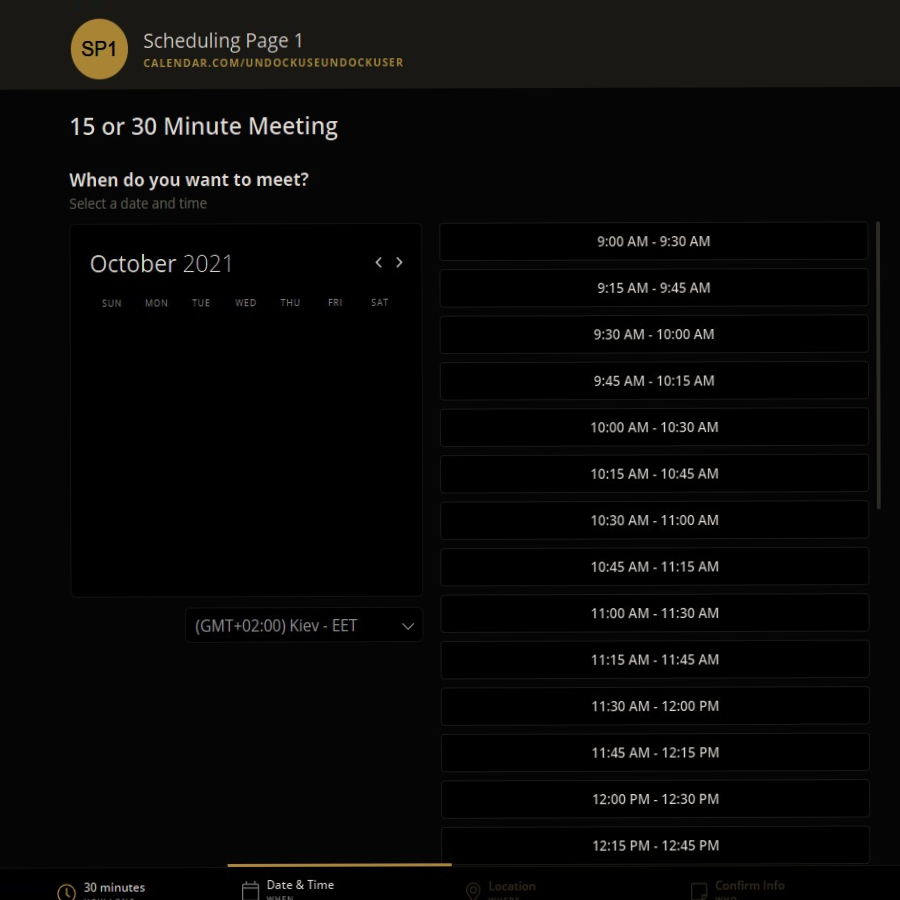 SP1
Scheduling Page 1
CALENDAR.COM/UNDOCKUSEUNDOCKUSER
15 or 30 Minute Meeting
When do you want to meet?
Select a date and time
October 2021
SUN MON TUE WED THU FRI SAT
(GMT+02:00) Kiev - EET
9:00 AM - 9:30 AM
9:15 AM - 9:45 AM
9:30 AM - 10:00 AM
9:45 AM - 10:15 AM
10:00 AM - 10:30 AM
10:15 AM - 10:45 AM
10:30 AM - 11:00 AM
10:45 AM - 11:15 AM
11:00 AM - 11:30 AM
11:15 AM - 11:45 AM
11:30 AM - 12:00 PM
11:45 AM - 12:15 PM
12:00 PM - 12:30 PM
12:15 PM - 12:45 PM
30 minutes
Date & Time
WHEN
Location
Confirm Info